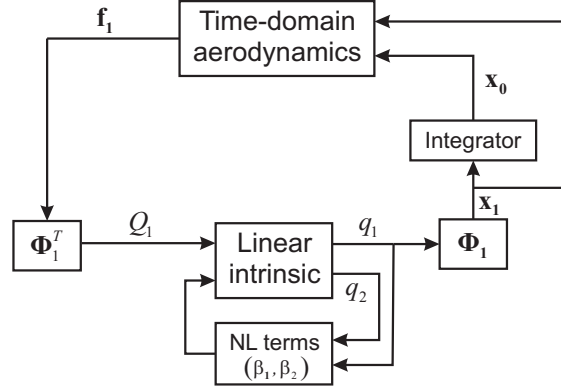 f₁
Time-domain
aerodynamics
x₀
Integrator
x₁
Φ₁ᵀ
Q₁
Linear
intrinsic
q₁
q₂
Φ₁
NL terms
(β₁, β₂)